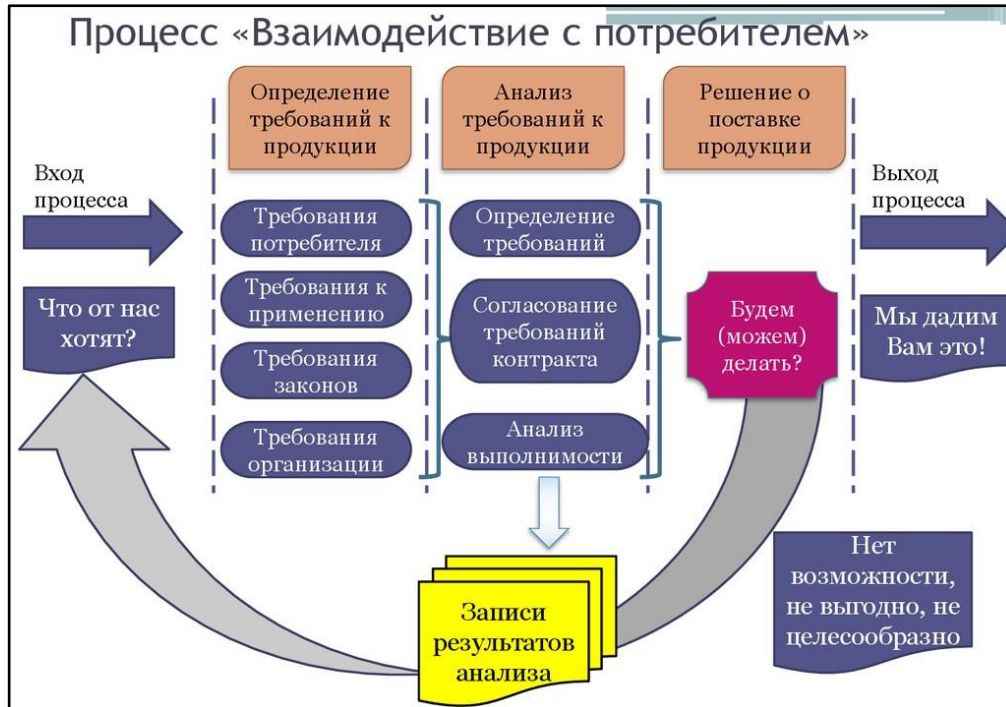 Процесс «Взаимодействие с потребителем»
Определение
требований к
продукции
Анализ
требований к
продукции
Решение о
поставке
продукции
Вход
процесса
Выход
процесса
Что от нас
хотят?
Требования
потребителя
Требования к
применению
Требования
законов
Требования
организации
Определение
требований
Согласование
требований
контракта
Анализ
выполнимости
Будем
(можем)
делать?
Мы дадим
Вам это!
Записи
результатов
анализа
Нет
возможности,
не выгодно, не
целесообразно